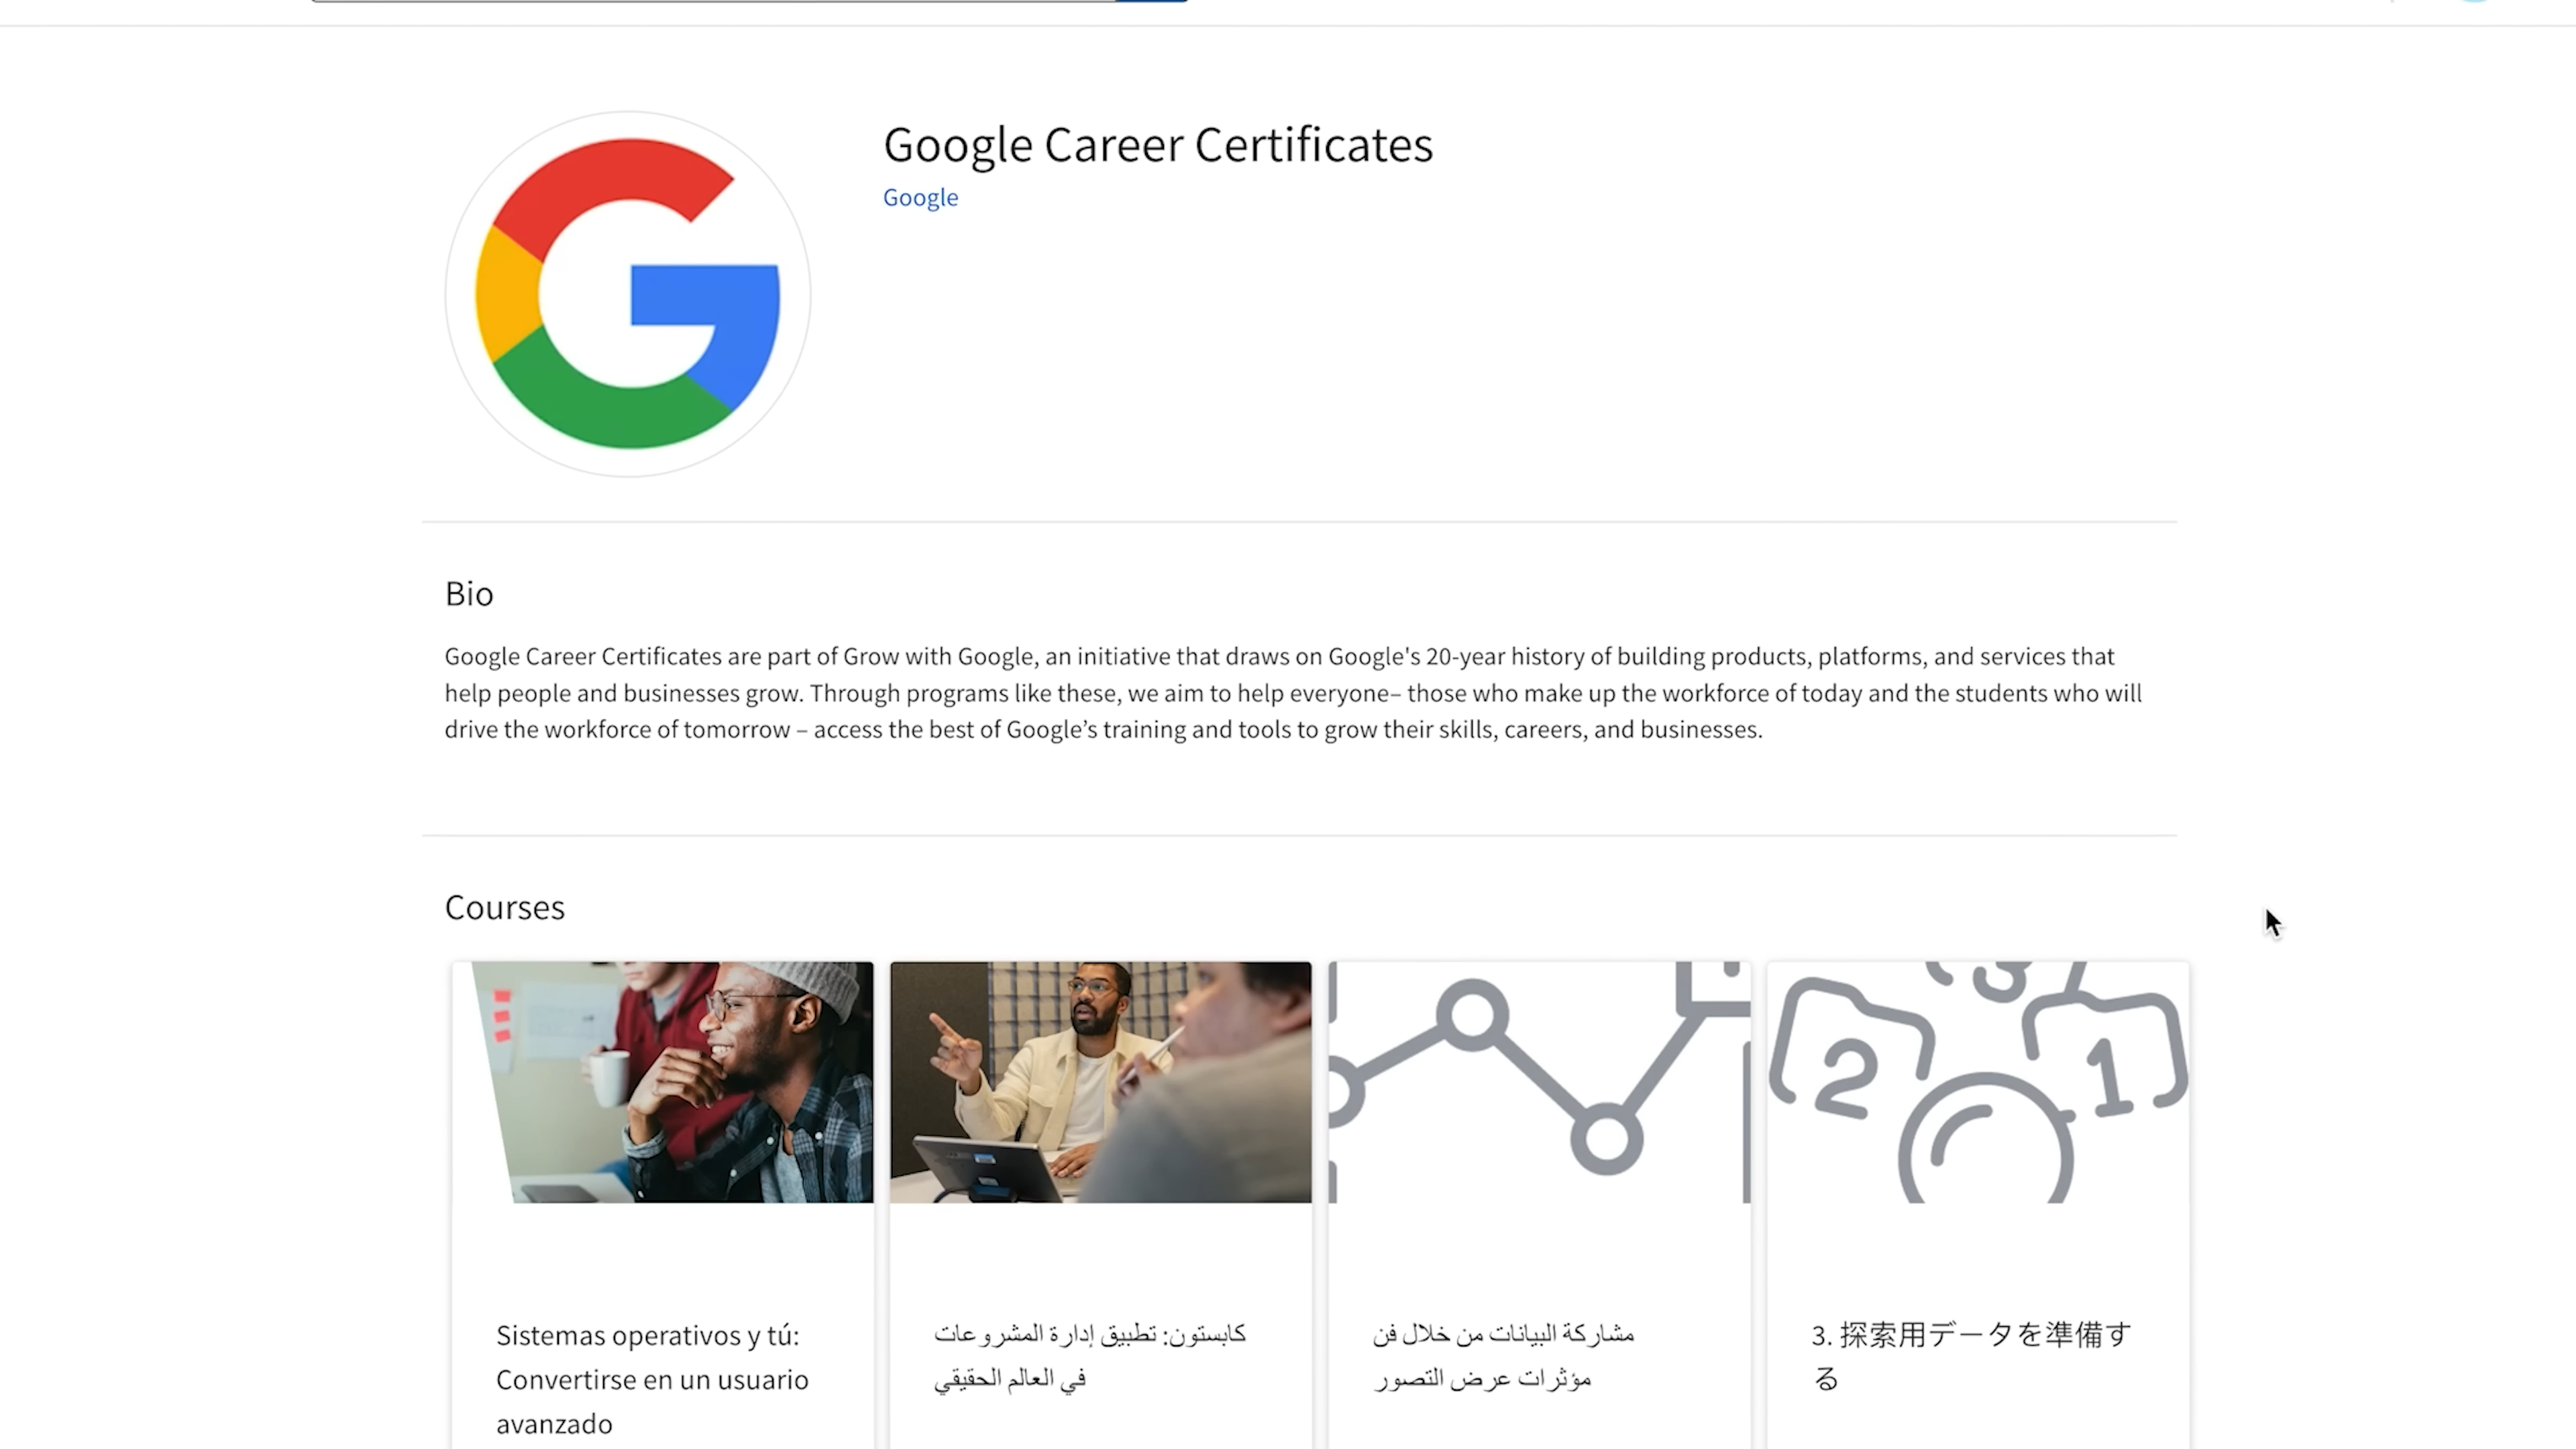 Google Career Certificates
Google
Bio
Google Career Certificates are part of Grow with Google, an initiative that draws on Google's 20-year history of building products, platforms, and services that
help people and businesses grow. Through programs like these, we aim to help everyone– those who make up the workforce of today and the students who will
drive the workforce of tomorrow – access the best of Google’s training and tools to grow their skills, careers, and businesses.
Courses
2
3
1
Sistemas operativos y tú:
Convertirse en un usuario
avanzado
كابستون: تطبيق إدارة المشروعات
في العالم الحقيقي
مشاركة البيانات من خلال فن
مؤثرات عرض التصور
3. 探索用データを準備す
る